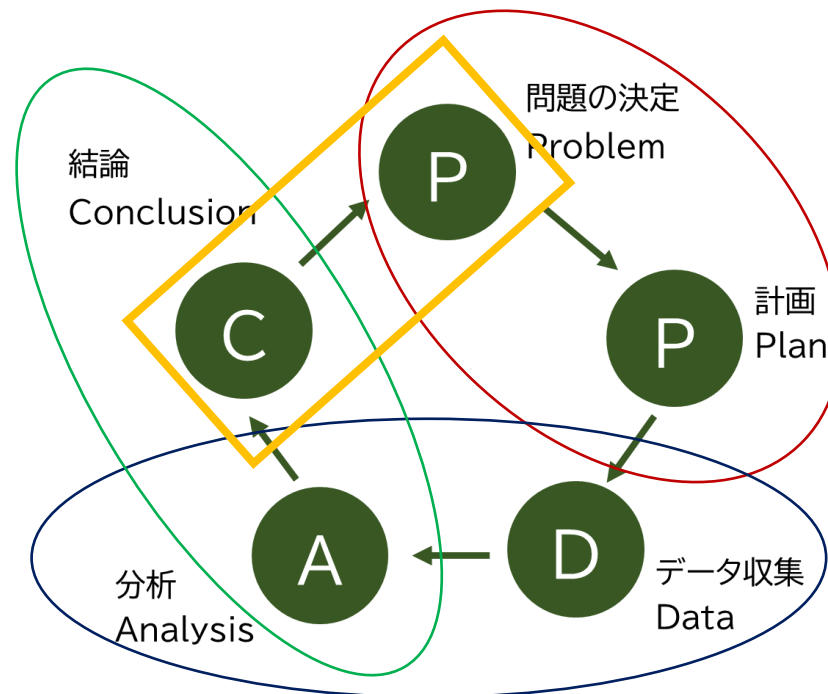 問題の決定
Problem
P
結論
Conclusion
C
計画
Plan
P
A
D
分析
Analysis
データ収集
Data